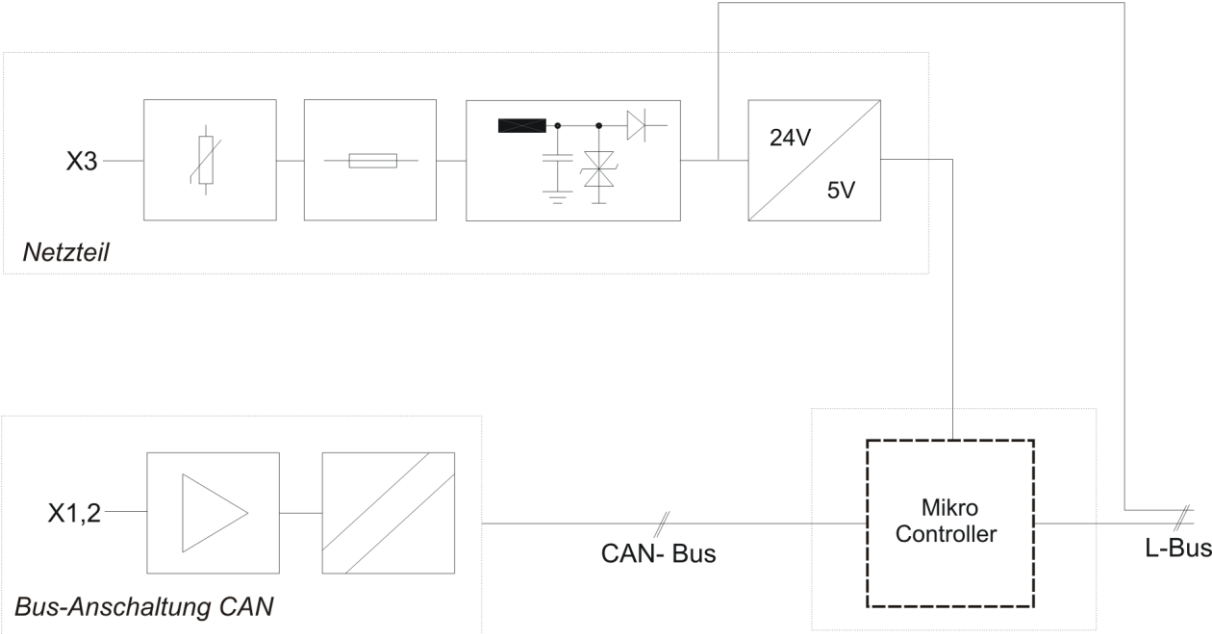 X3
24V
5V
Netzteil
X1,2
Mikro
Controller
CAN- Bus
L-Bus
Bus-Anschaltung CAN